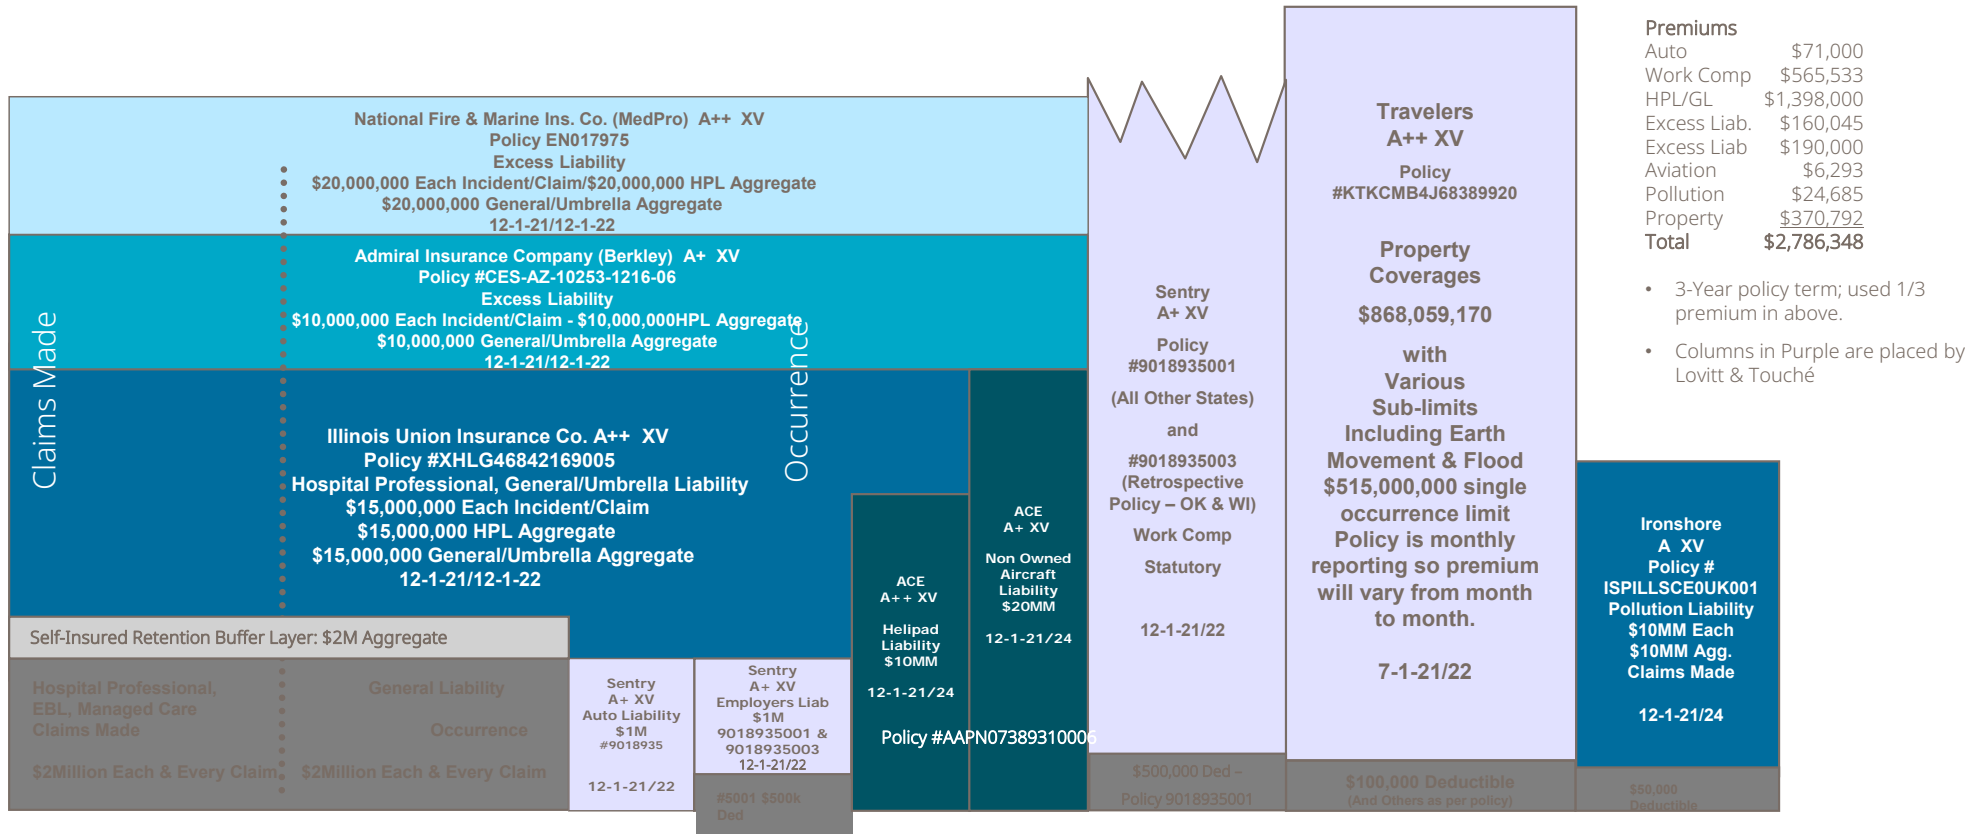 National Fire & Marine Ins. Co. (MedPro)  A++  XV
Policy EN017975
Excess Liability
$20,000,000 Each Incident/Claim/$20,000,000 HPL Aggregate
$20,000,000 General/Umbrella Aggregate
12-1-21/12-1-22
Admiral Insurance Company (Berkley)  A+  XV
Policy #CES-AZ-10253-1216-06
Excess Liability
$10,000,000 Each Incident/Claim - $10,000,000HPL Aggregate
$10,000,000 General/Umbrella Aggregate
12-1-21/12-1-22
Claims Made
Occurrence
Illinois Union Insurance Co. A++  XV
Policy #XHLG46842169005
Hospital Professional, General/Umbrella Liability
$15,000,000 Each Incident/Claim
$15,000,000 HPL Aggregate
$15,000,000 General/Umbrella Aggregate
12-1-21/12-1-22
Self-Insured Retention Buffer Layer: $2M Aggregate
Hospital Professional,
EBL, Managed Care
Claims Made
$2Million Each & Every Claim
General Liability
Occurrence
$2Million Each & Every Claim
Sentry
A+ XV
Auto Liability
$1M
#9018935
12-1-21/22
Sentry
A+ XV
Employers Liab
$1M
9018935001 &
9018935003
12-1-21/22
#5001 $500k
Ded
ACE
A++ XV
Helipad
Liability
$10MM
12-1-21/24
ACE
A+ XV
Non Owned
Aircraft
Liability
$20MM
12-1-21/24
Policy #AAPN07389310006
Sentry
A+ XV
Policy
#9018935001
(All Other States)
and
#9018935003
(Retrospective
Policy – OK & WI)
Work Comp
Statutory
12-1-21/22
$500,000 Ded –
Policy 9018935001
Travelers
A++ XV
Policy
#KTKCMB4J68389920
Property
Coverages
$868,059,170
with
Various
Sub-limits
Including Earth
Movement & Flood
$515,000,000 single
occurrence limit
Policy is monthly
reporting so premium
will vary from month
to month.
7-1-21/22
$100,000 Deductible
(And Others as per policy)
Ironshore
A  XV
Policy #
ISPILLSCE0UK001
Pollution Liability
$10MM Each
$10MM Agg.
Claims Made
12-1-21/24
$50,000
Deductible
Premiums
Auto $71,000
Work Comp $565,533
HPL/GL $1,398,000
Excess Liab. $160,045
Excess Liab $190,000
Aviation $6,293
Pollution $24,685
Property $370,792
Total $2,786,348
• 3-Year policy term; used 1/3
premium in above.
• Columns in Purple are placed by
Lovitt & Touché